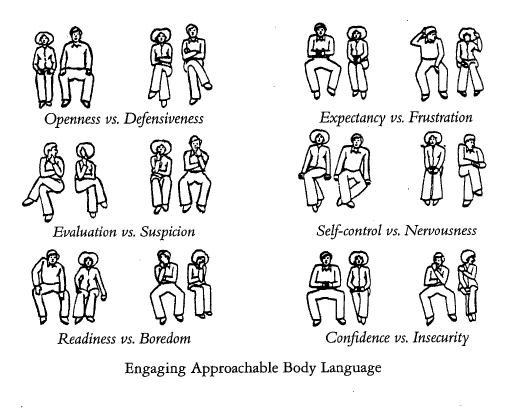 Openness vs. Defensiveness
Expectancy vs. Frustration
Evaluation vs. Suspicion
Self-control vs. Nervousness
Readiness vs. Boredom
Confidence vs. Insecurity
Engaging Approachable Body Language